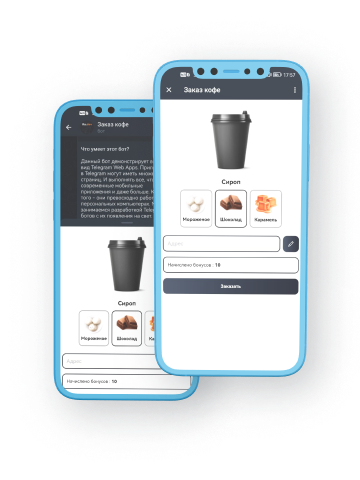 Заказ кофе
Бот
Что умеет этот бот?
Данный бот демонстрирует в
вид Telegram Web Apps. При
в Telegram могут иметь неско
страниц. И выполнять все, что
современные мобильные
приложения и даже больше.
того - они превосходно рабо
персональных компьютерах.
занимаемся разработкой Tele
ботов с их появления на свет
Сироп
Мороженое
Шоколад
Ка
Адрес
Начислено бонусов: 10
17:57
Заказ кофе
Сироп
Мороженое
Шоколад
Карамель
Адрес
Начислено бонусов: 10
Заказать